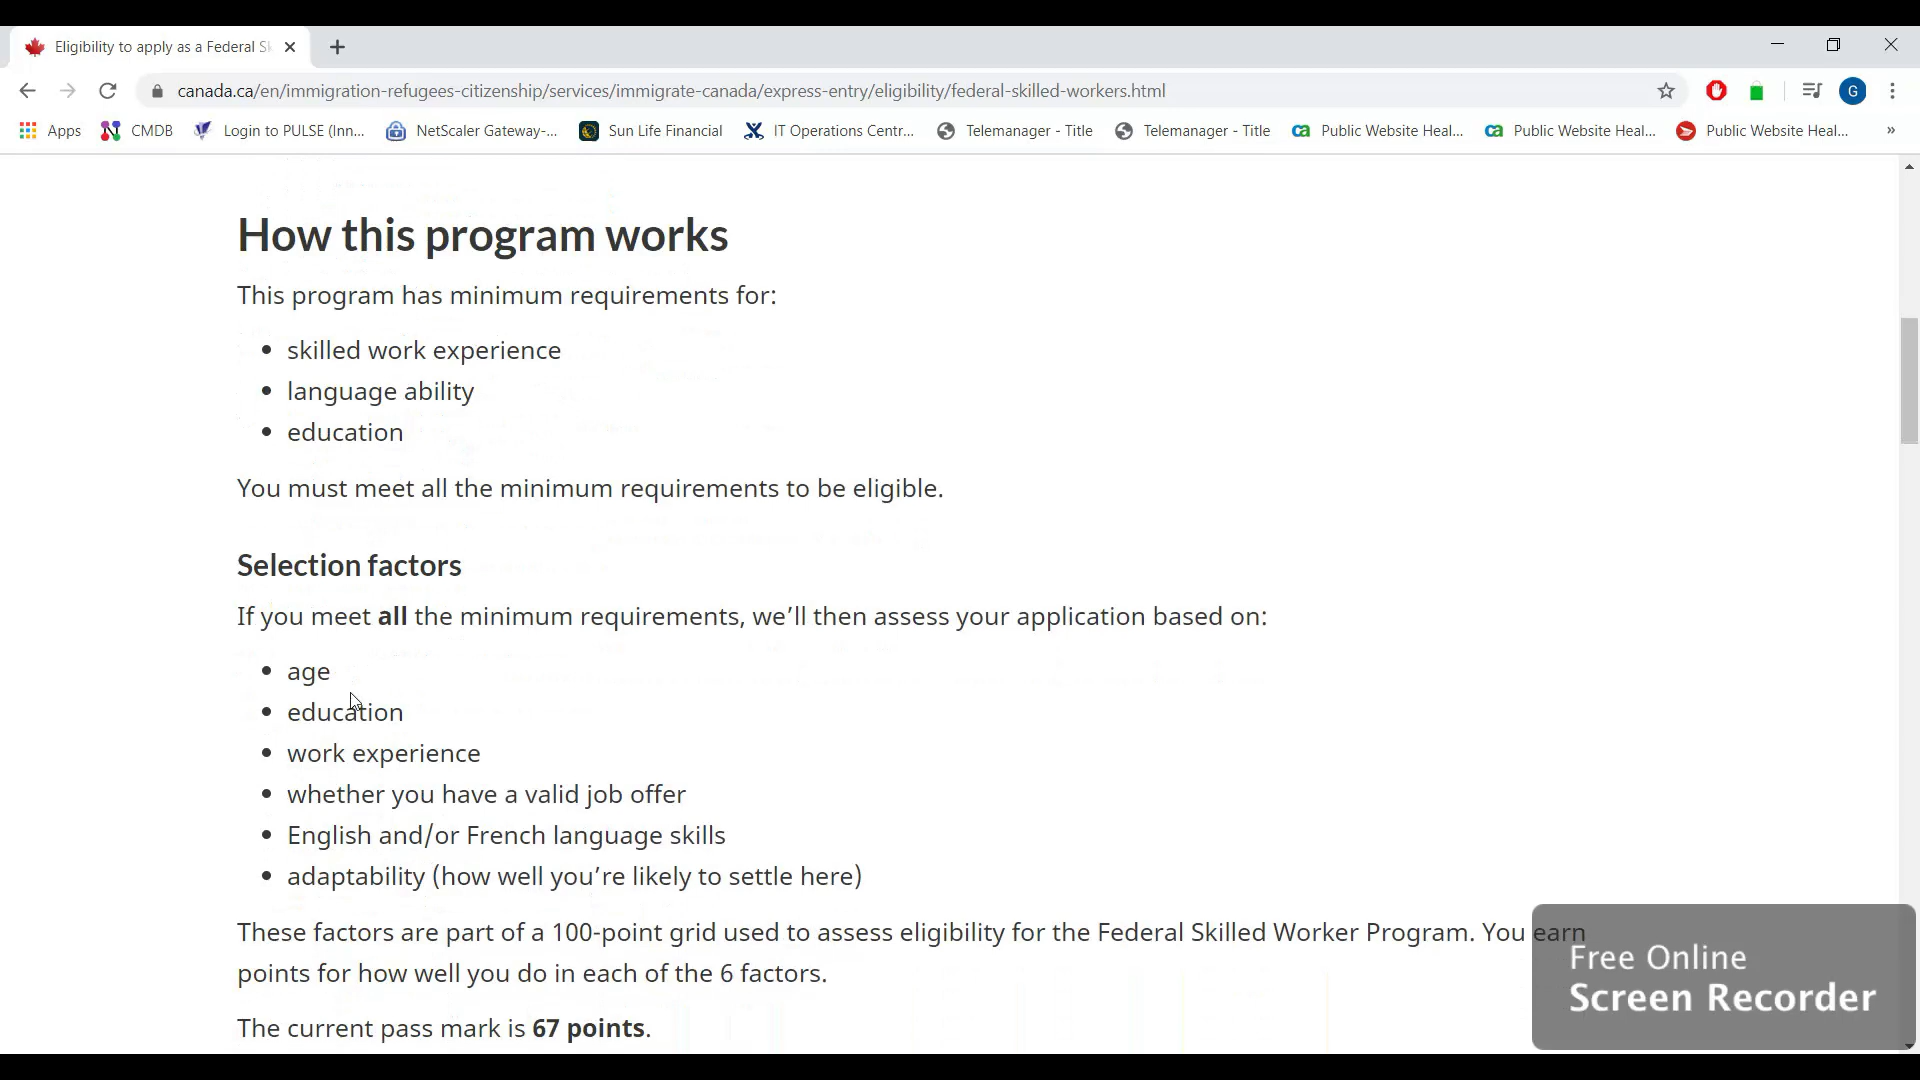 Eligibility to apply as a Federal Sk
canada.ca/en/immigration-refugees-citizenship/services/immigrate-canada/express-entry/eligibility/federal-skilled-workers.html
G
Apps CMDB Login to PULSE (Inn... NetScaler Gateway-... Sun Life Financial IT Operations Centr... Telemanager - Title Telemanager - Title Public Website Heal... Public Website Heal... Public Website Heal... »
How this program works
This program has minimum requirements for:
• skilled work experience
• language ability
• education
You must meet all the minimum requirements to be eligible.
Selection factors
If you meet all the minimum requirements, we’ll then assess your application based on:
• age
• education
• work experience
• whether you have a valid job offer
• English and/or French language skills
• adaptability (how well you’re likely to settle here)
These factors are part of a 100-point grid used to assess eligibility for the Federal Skilled Worker Program. You earn
points for how well you do in each of the 6 factors.
The current pass mark is 67 points.
Free Online
Screen Recorder